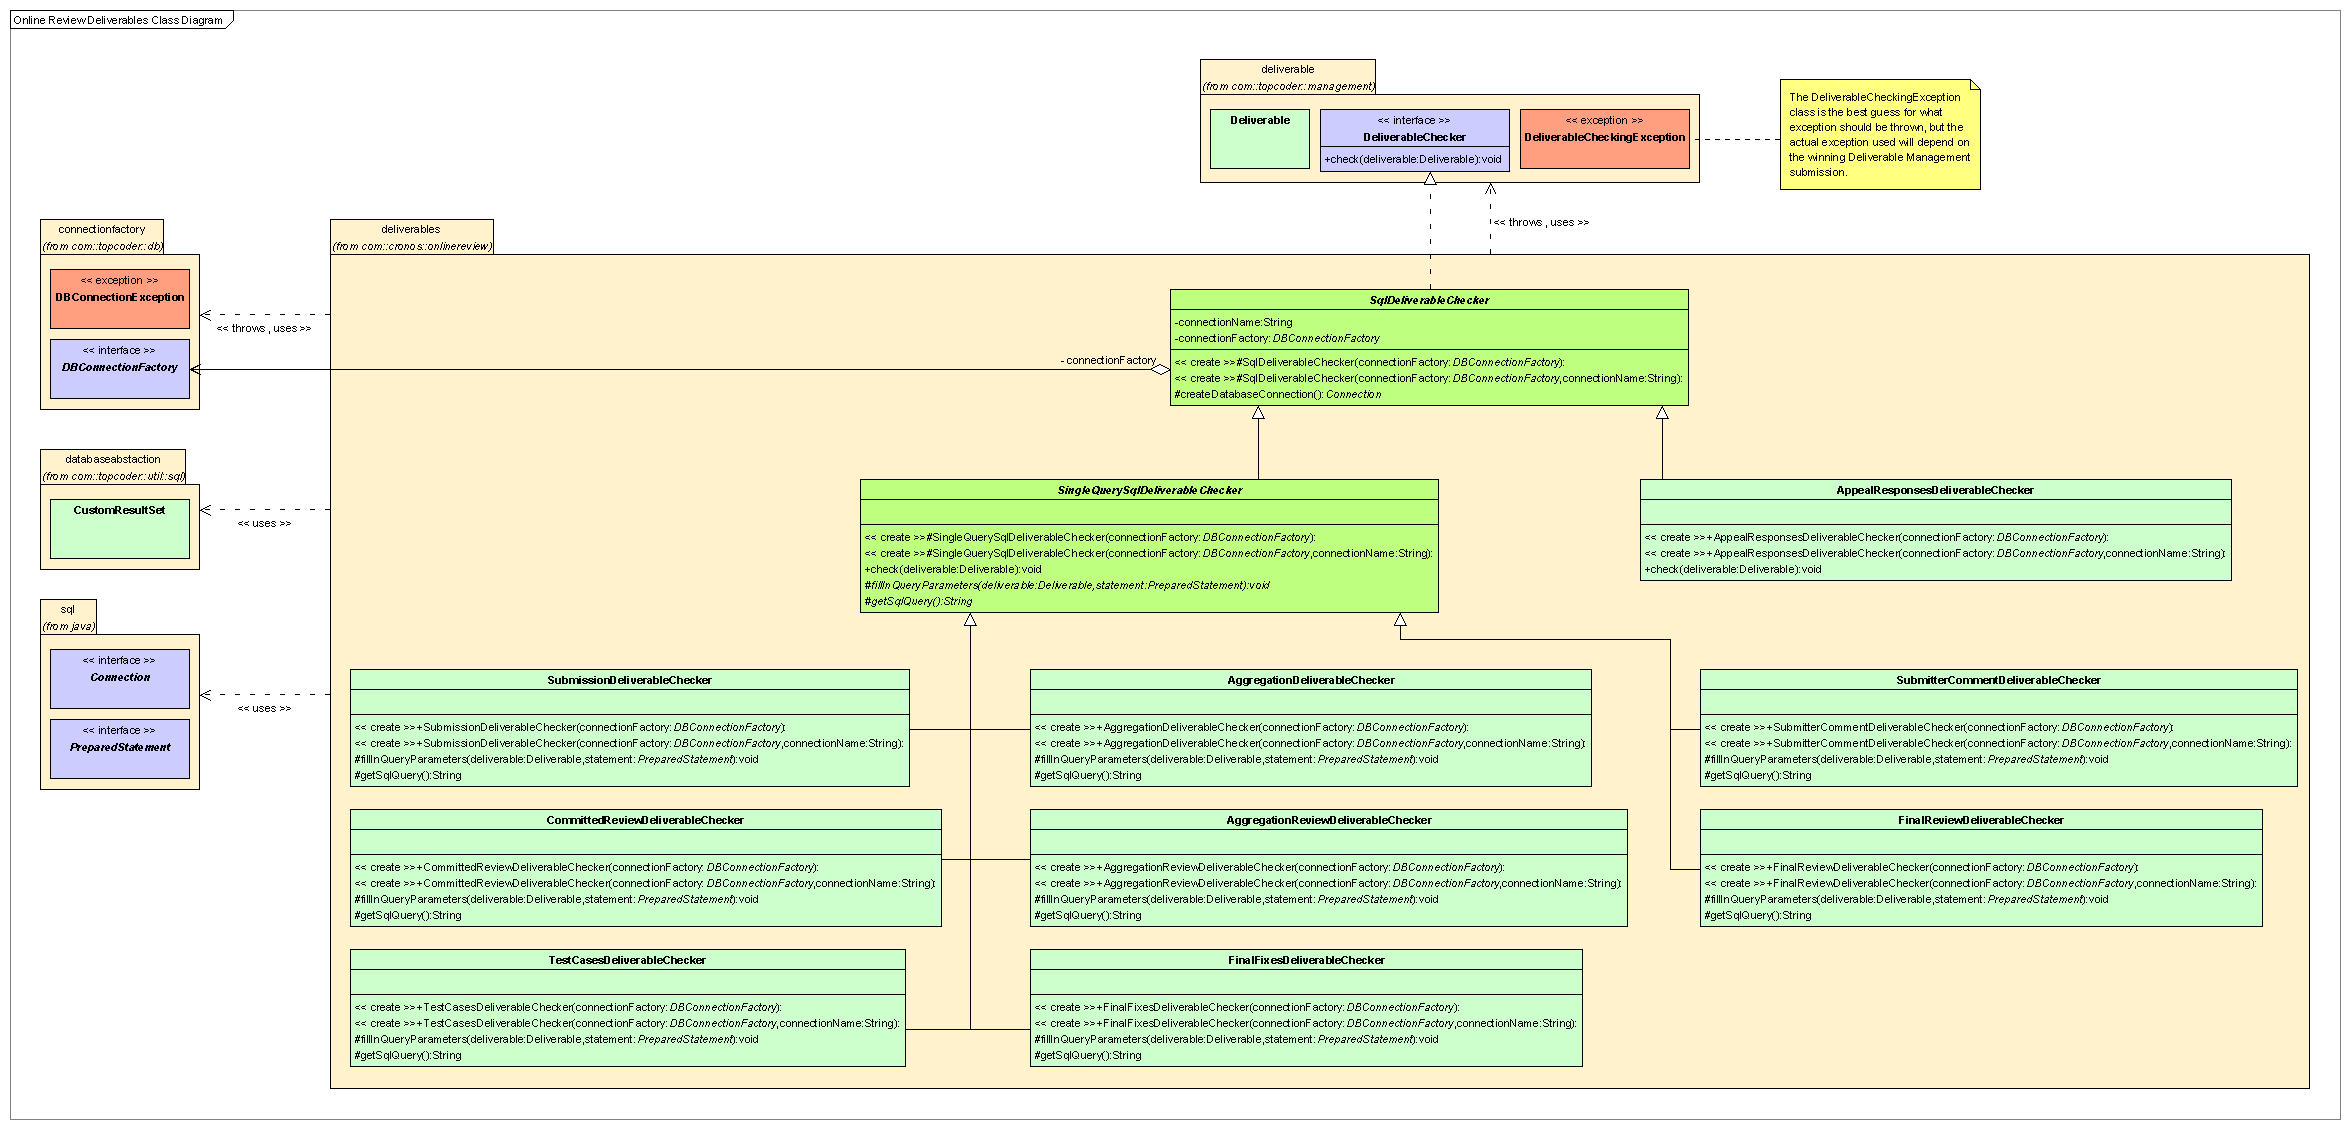 Online Review Deliverables Class Diagram
deliverable
(from com::topcoder::management)
Deliverable
<< interface >>
DeliverableChecker
+check(deliverable:Deliverable):void
<< exception >>
DeliverableCheckingException
The DeliverableCheckingException
class is the best guess for what
exception should be thrown, but the
actual exception used will depend on
the winning Deliverable Management
submission.
<< throws , uses >>
connectionfactory
(from com::topcoder::db)
<< exception >>
DBConnectionException
<< interface >>
DBConnectionFactory
<< throws , uses >>
databaseabstaction
(from com::topcoder::util::sql)
CustomResultSet
<< uses >>
sql
(from java)
<< interface >>
Connection
<< interface >>
PreparedStatement
<< uses >>
deliverables
(from com::cronos::onlinereview)
- connectionFactory
SqlDeliverableChecker
-connectionName:String
-connectionFactory: DBConnectionFactory
<< create >>#SqlDeliverableChecker(connectionFactory: DBConnectionFactory):
<< create >>#SqlDeliverableChecker(connectionFactory: DBConnectionFactory,connectionName:String):
#createDatabaseConnection(): Connection
SingleQuerySqlDeliverableChecker
<< create >>#SingleQuerySqlDeliverableChecker(connectionFactory: DBConnectionFactory):
<< create >>#SingleQuerySqlDeliverableChecker(connectionFactory: DBConnectionFactory,connectionName:String):
+check(deliverable:Deliverable):void
#fillInQueryParameters(deliverable:Deliverable,statement:PreparedStatement):void
#getSqlQuery():String
AppealResponsesDeliverableChecker
<< create >>+AppealResponsesDeliverableChecker(connectionFactory: DBConnectionFactory):
<< create >>+AppealResponsesDeliverableChecker(connectionFactory: DBConnectionFactory,connectionName:String):
+check(deliverable:Deliverable):void
SubmissionDeliverableChecker
<< create >>+SubmissionDeliverableChecker(connectionFactory: DBConnectionFactory):
<< create >>+SubmissionDeliverableChecker(connectionFactory: DBConnectionFactory,connectionName:String):
#fillInQueryParameters(deliverable:Deliverable,statement: PreparedStatement):void
#getSqlQuery():String
AggregationDeliverableChecker
<< create >>+AggregationDeliverableChecker(connectionFactory: DBConnectionFactory):
<< create >>+AggregationDeliverableChecker(connectionFactory: DBConnectionFactory,connectionName:String):
#fillInQueryParameters(deliverable:Deliverable,statement: PreparedStatement):void
#getSqlQuery():String
SubmitterCommentDeliverableChecker
<< create >>+SubmitterCommentDeliverableChecker(connectionFactory: DBConnectionFactory):
<< create >>+SubmitterCommentDeliverableChecker(connectionFactory: DBConnectionFactory,connectionName:String):
#fillInQueryParameters(deliverable:Deliverable,statement: PreparedStatement):void
#getSqlQuery():String
CommittedReviewDeliverableChecker
<< create >>+CommittedReviewDeliverableChecker(connectionFactory: DBConnectionFactory):
<< create >>+CommittedReviewDeliverableChecker(connectionFactory: DBConnectionFactory,connectionName:String):
#fillInQueryParameters(deliverable:Deliverable,statement: PreparedStatement):void
#getSqlQuery():String
AggregationReviewDeliverableChecker
<< create >>+AggregationReviewDeliverableChecker(connectionFactory: DBConnectionFactory):
<< create >>+AggregationReviewDeliverableChecker(connectionFactory: DBConnectionFactory,connectionName:String):
#fillInQueryParameters(deliverable:Deliverable,statement: PreparedStatement):void
#getSqlQuery():String
FinalReviewDeliverableChecker
<< create >>+FinalReviewDeliverableChecker(connectionFactory: DBConnectionFactory):
<< create >>+FinalReviewDeliverableChecker(connectionFactory: DBConnectionFactory,connectionName:String):
#fillInQueryParameters(deliverable:Deliverable,statement: PreparedStatement):void
#getSqlQuery():String
TestCasesDeliverableChecker
<< create >>+TestCasesDeliverableChecker(connectionFactory: DBConnectionFactory):
<< create >>+TestCasesDeliverableChecker(connectionFactory: DBConnectionFactory,connectionName:String):
#fillInQueryParameters(deliverable:Deliverable,statement: PreparedStatement):void
#getSqlQuery():String
FinalFixesDeliverableChecker
<< create >>+FinalFixesDeliverableChecker(connectionFactory: DBConnectionFactory):
<< create >>+FinalFixesDeliverableChecker(connectionFactory: DBConnectionFactory,connectionName:String):
#fillInQueryParameters(deliverable:Deliverable,statement: PreparedStatement):void
#getSqlQuery():String